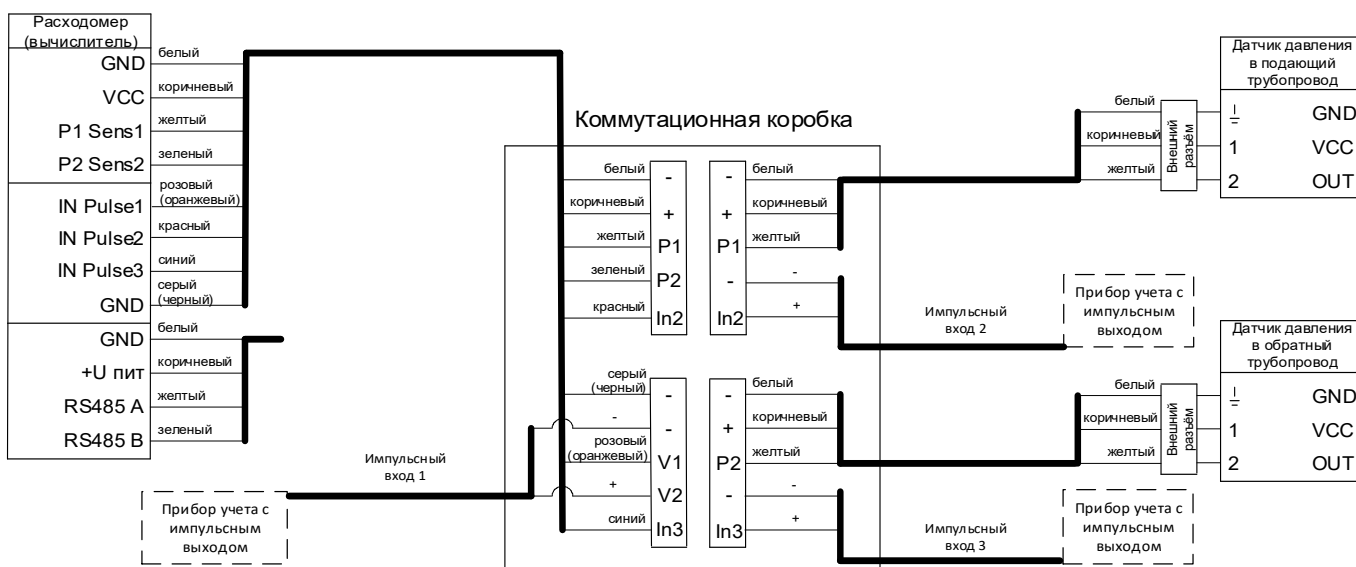 Расходомер
(вычислитель)
GND
белый
VCC
коричневый
P1 Sens1
желтый
P2 Sens2
зеленый
IN Pulse1
розовый
(оранжевый)
IN Pulse2
красный
IN Pulse3
синий
GND
серый
(черный)
GND
белый
+U пит
коричневый
RS485 A
желтый
RS485 B
зеленый
Импульсный
вход 1
Прибор учета с
импульсным
выходом
Коммутационная коробка
белый
-
коричневый
+
желтый
P1
зеленый
P2
красный
In2
-
белый
+
коричневый
P1
желтый
-
-
In2
+
серый
(черный)
-
-
-
розовый
(оранжевый)
V1
+
V2
синий
In3
-
белый
+
коричневый
P2
желтый
-
-
In3
+
Импульсный
вход 2
Прибор учета с
импульсным
выходом
Импульсный
вход 3
Прибор учета с
импульсным
выходом
Датчик давления
в подающий
трубопровод
белый
коричневый
желтый
Внешний
разъём
GND
1 VCC
2 OUT
Датчик давления
в обратный
трубопровод
белый
коричневый
желтый
Внешний
разъём
GND
1 VCC
2 OUT